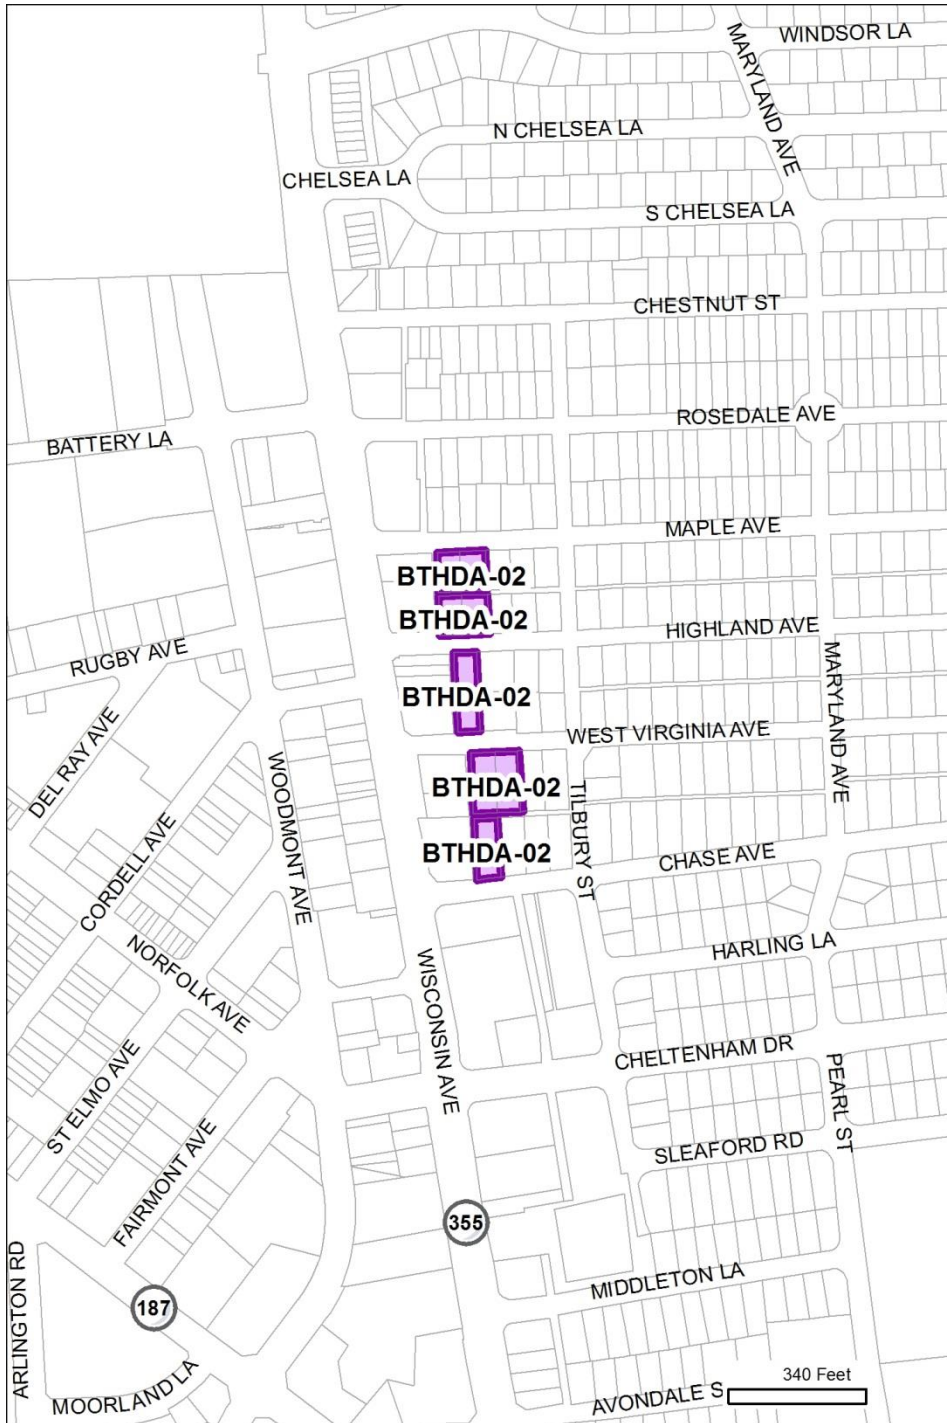 WINDSOR LA
MARYLAND AVE
N CHELSEA LA
CHELSEA LA
S CHELSEA LA
CHESTNUT ST
ROSEDALE AVE
BATTERY LA
MAPLE AVE
BTHDA-02
BTHDA-02
HIGHLAND AVE
RUGBY AVE
MARYLAND AVE
BTHDA-02
DEL RAY AVE
WEST VIRGINIA AVE
WOODMONT AVE
BTHDA-02
TILBURY ST
CORDELL AVE
BTHDA-02
CHASE AVE
NORFOLK AVE
HARLING LA
WISCONSIN AVE
ST ELMO AVE
CHELTENHAM DR
PEARL ST
FAIRMONT AVE
SLEAFORD RD
355
ARLINGTON RD
187
MIDDLETON LA
MOORLAND LA
340 Feet
AVONDALE S